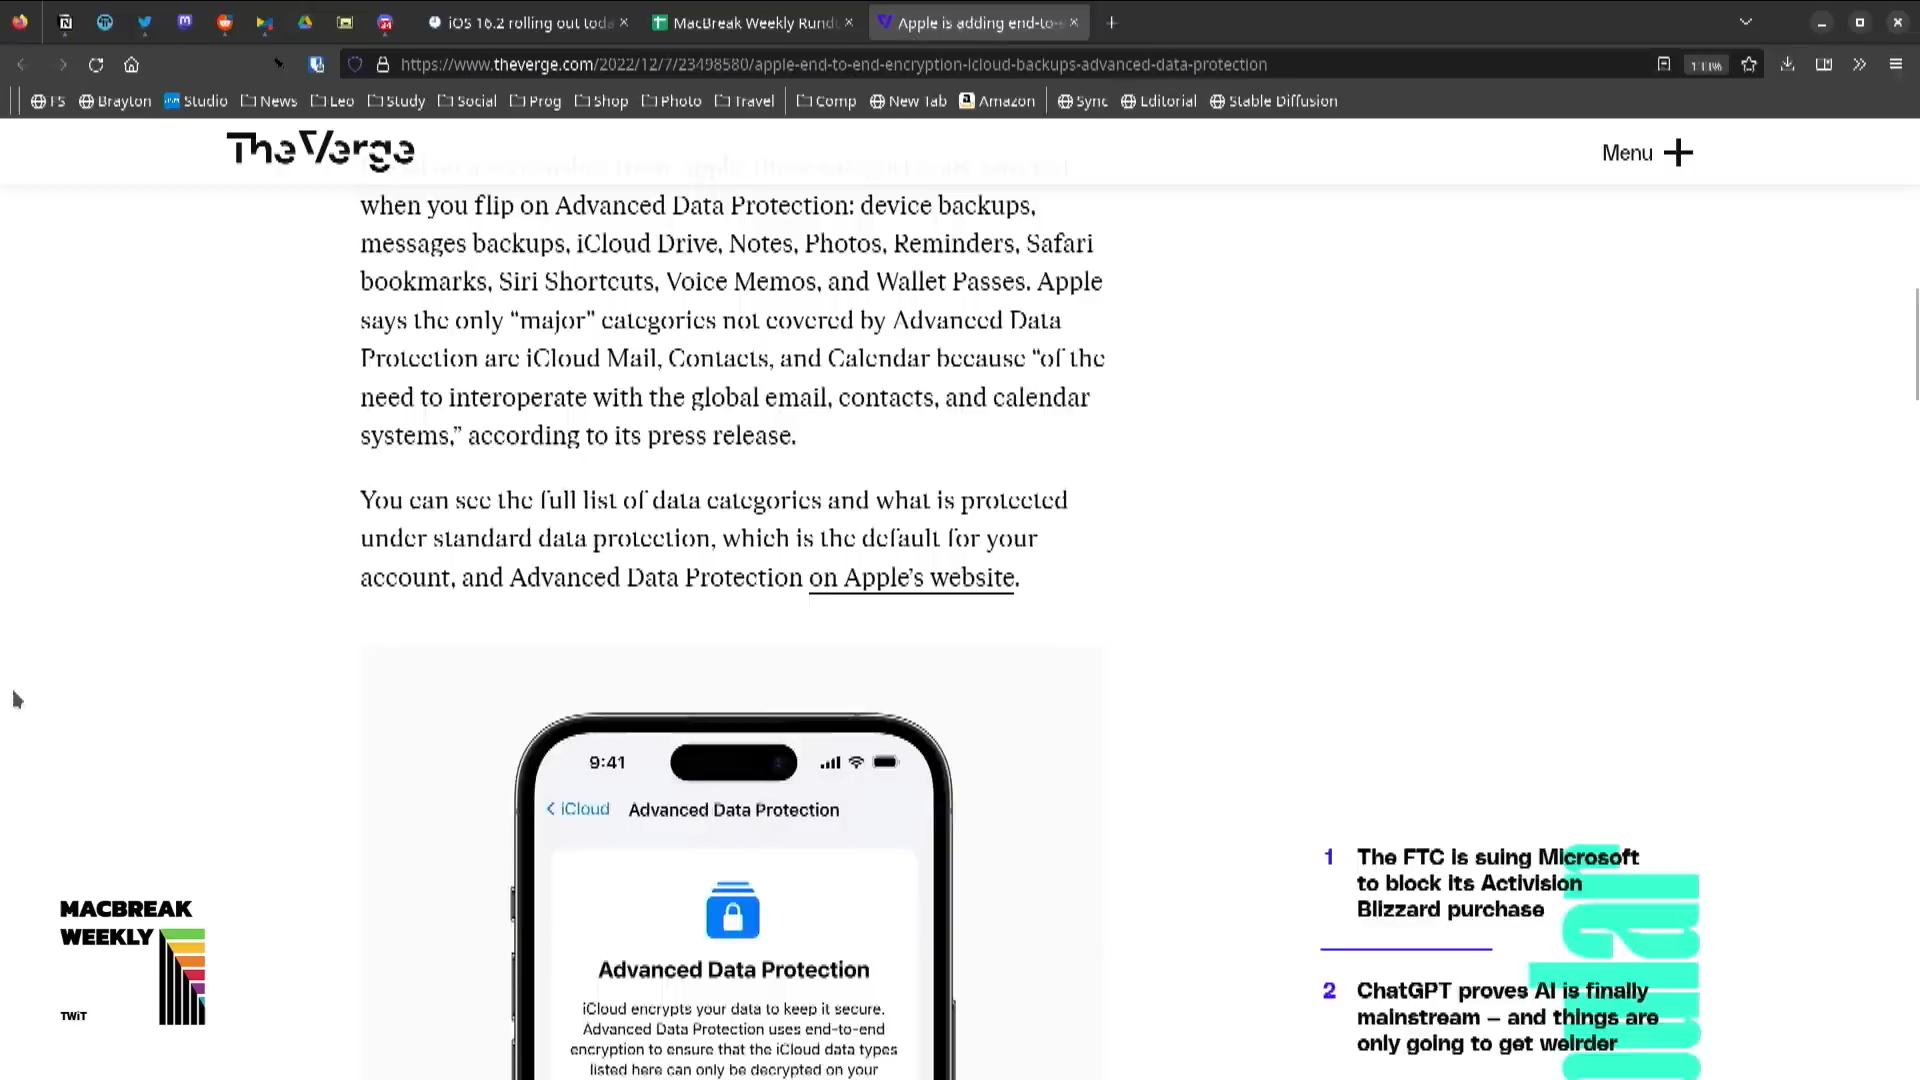 iOS 16.2 rolling out toda
MacBreak Weekly Rundo
Apple is adding end-to-e
https://www.theverge.com/2022/12/7/23498580/apple-end-to-end-encryption-icloud-backups-advanced-data-protection
FS
Brayton
Studio
News
Leo
Study
Social
Prog
Shop
Photo
Travel
Comp
New Tab
Amazon
Sync
Editorial
Stable Diffusion
The Verge
Menu
when you flip on Advanced Data Protection: device backups,
messages backups, iCloud Drive, Notes, Photos, Reminders, Safari
bookmarks, Siri Shortcuts, Voice Memos, and Wallet Passes. Apple
says the only “major” categories not covered by Advanced Data
Protection are iCloud Mail, Contacts, and Calendar because “of the
need to interoperate with the global email, contacts, and calendar
systems,” according to its press release.
You can see the full list of data categories and what is protected
under standard data protection, which is the default for your
account, and Advanced Data Protection on Apple’s website.
9:41
iCloud
Advanced Data Protection
Advanced Data Protection
iCloud encrypts your data to keep it secure.
Advanced Data Protection uses end-to-end
encryption to ensure that the iCloud data types
listed here can only be decrypted on your
1 The FTC is suing Microsoft
to block its Activision
Blizzard purchase
2 ChatGPT proves AI is finally
mainstream – and things are
only going to get weirder
MACBREAK
WEEKLY
TWiT